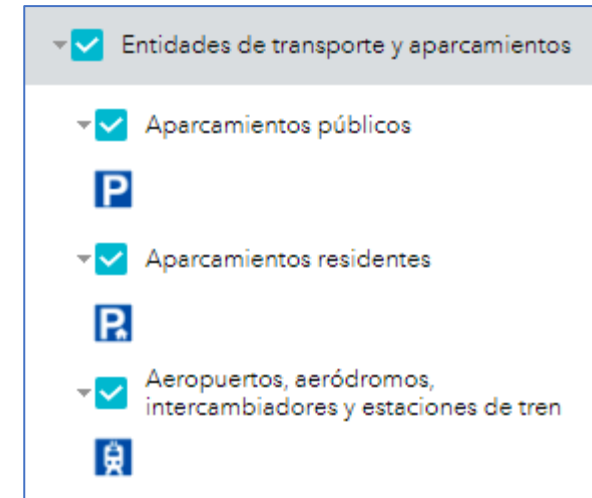 Entidades de transporte y aparcamientos
Aparcamientos públicos
P
Aparcamientos residentes
P
Aeropuertos, aeródromos,
intercambiadores y estaciones de tren